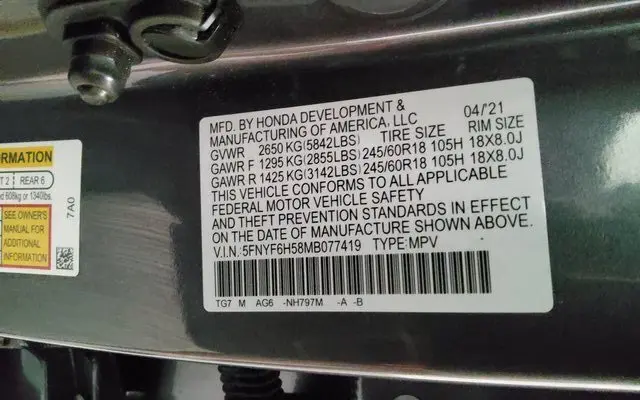 MFD. BY HONDA DEVELOPMENT & 04/'21
MANUFACTURING OF AMERICA, LLC
GVWR 2650 KG(5842LBS) TIRE SIZE RIM SIZE
GAWR F 1295 KG(2855LBS) 245/60R18 105H 18X8.0J
GAWR R 1425 KG(3142LBS) 245/60R18 105H 18X8.0J
THIS VEHICLE CONFORMS TO ALL APPLICABLE
FEDERAL MOTOR VEHICLE SAFETY
AND THEFT PREVENTION STANDARDS IN EFFECT
ON THE DATE OF MANUFACTURE SHOWN ABOVE.
V.I.N.:5FNYF6H58MB077419 TYPE:MPV
TG7 M AG6 -NH797M -A -B
REAR 6
608kg or 1340lbs.
SEE OWNER'S
MANUAL FOR
ADDITIONAL
INFORMATION
7A0